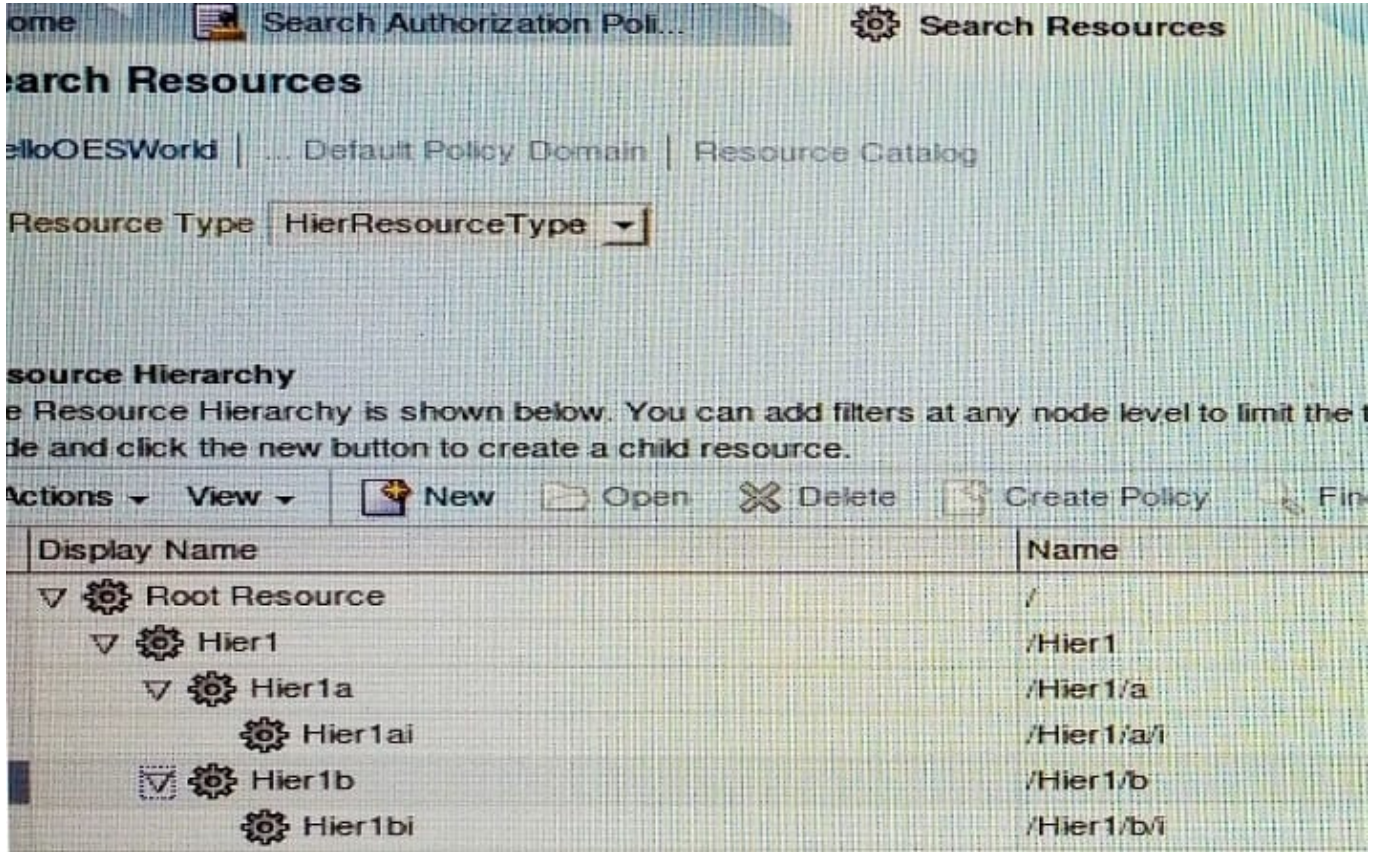 ome Search Authorization Poli... Search Resources
arch Resources
elloOESWorld | ... Default Policy Domain | Resource Catalog
Resource Type HierResourceType
source Hierarchy
e Resource Hierarchy is shown below. You can add filters at any node level to limit the t
de and click the new button to create a child resource.
Actions View New Open Delete Create Policy Fin
Display Name Name
Root Resource /
Hier1 /Hier1
Hier1a /Hier1/a
Hier1ai /Hier1/a/i
Hier1b /Hier1/b
Hier1bi /Hier1/b/i